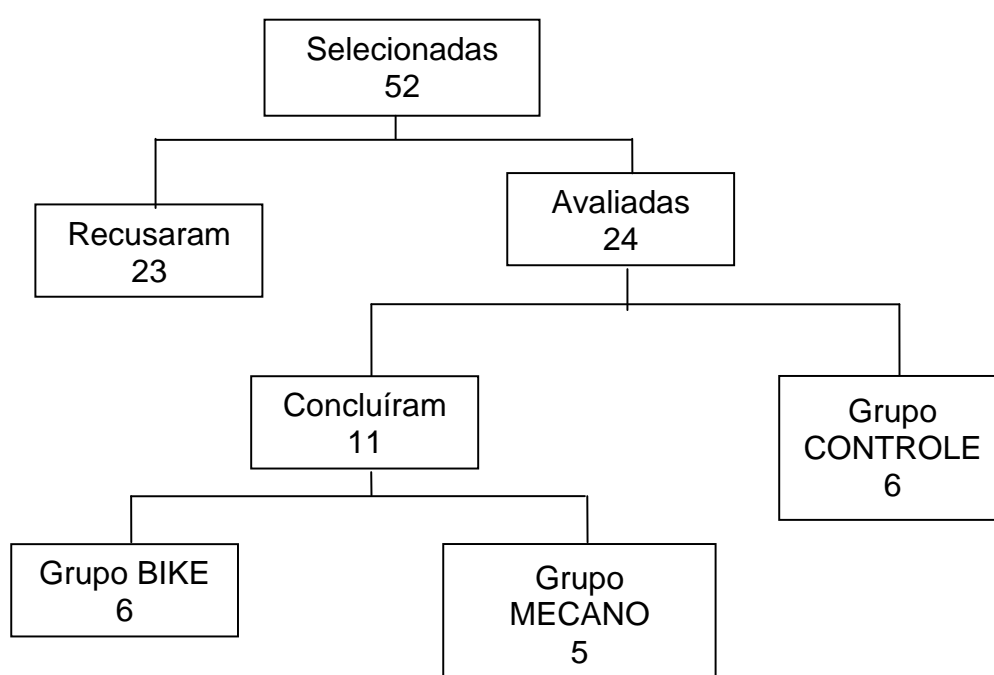 Selecionadas
52
Recusaram
23
Avaliadas
24
Concluíram
11
Grupo
CONTROLE
6
Grupo BIKE
6
Grupo
MECANO
5